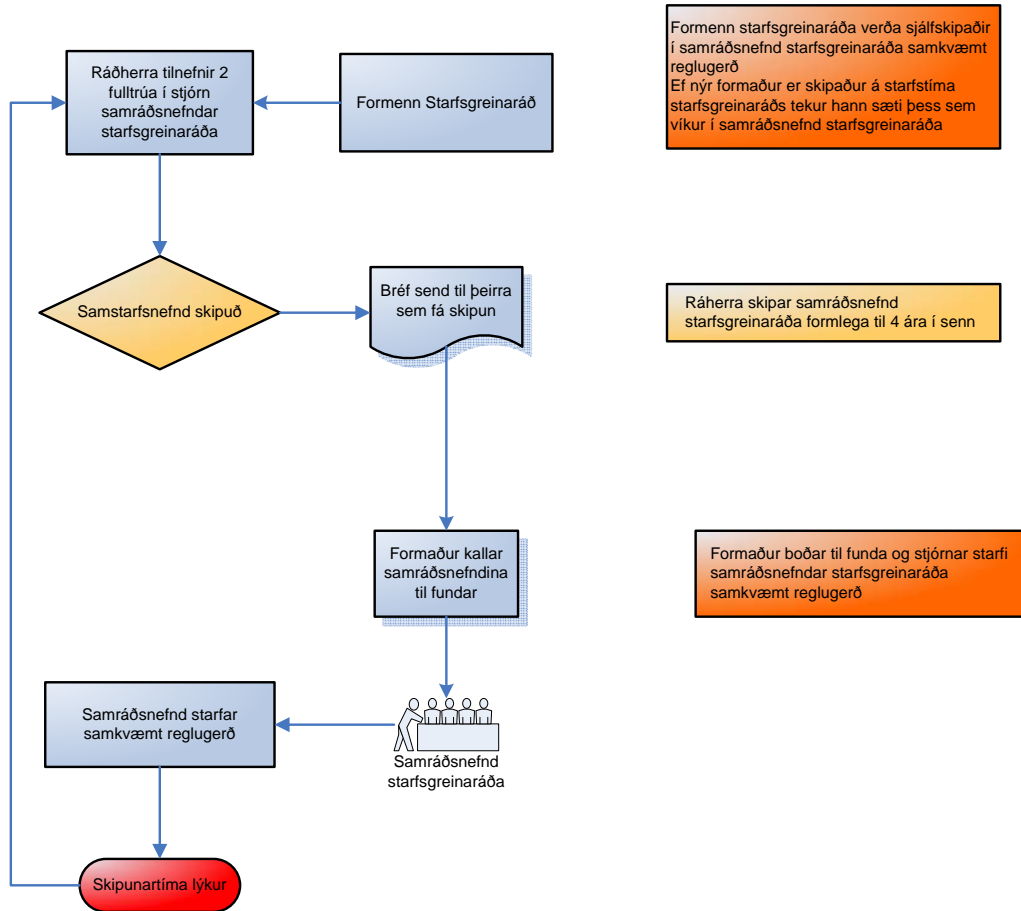 Ráðherra tilnefnir 2
fulltrúa í stjórn
samráðsnefndar
starfsgreinaráða
Formenn Starfsgreinaráð
Formenn starfsgreinaráða verða sjálfskipaðir
í samráðsnefnd starfsgreinaráða samkvæmt
reglugerð
Ef nýr formaður er skipaður á starfstíma
starfsgreinaráðs tekur hann sæti þess sem
víkur í samráðsnefnd starfsgreinaráða
Samstarfsnefnd skipuð
Bréf send til þeirra
sem fá skipun
Ráherra skipar samráðsnefnd
starfsgreinaráða formlega til 4 ára í senn
Formaður kallar
samráðsnefndina
til fundar
Formaður boðar til funda og stjórnar starfi
samráðsnefndar starfsgreinaráða
samkvæmt reglugerð
Samráðsnefnd starfar
samkvæmt reglugerð
Samráðsnefnd
starfsgreinaráða
Skipunartíma lýkur